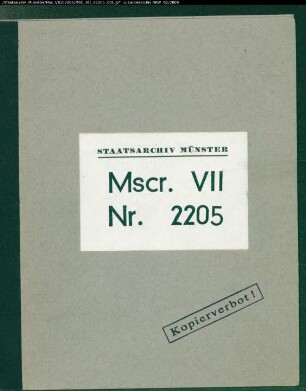 STAATSARCHIV MÜNSTER
Mscr. VII
Nr. 2205
Kopierverbot!